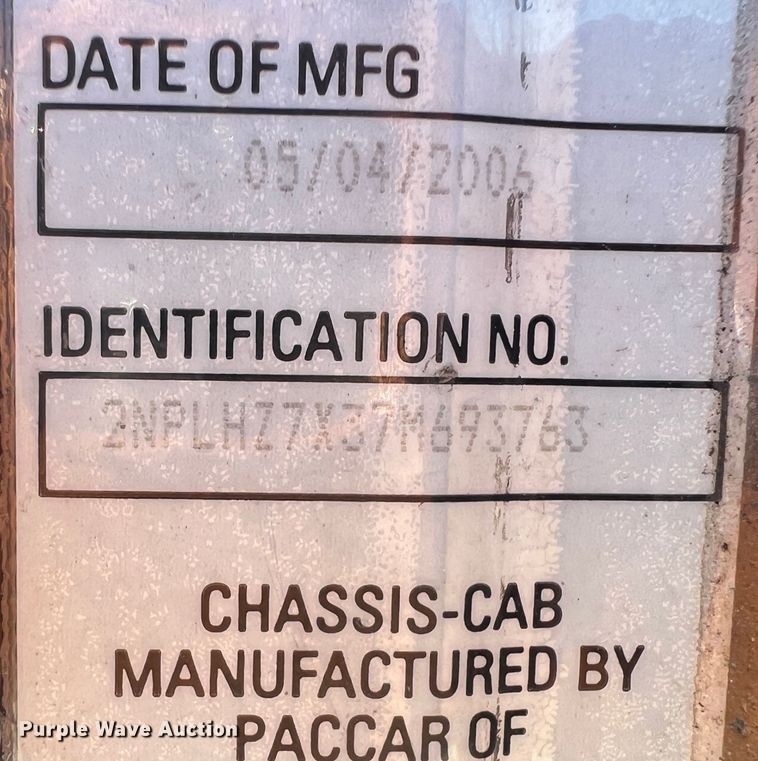 DATE OF MFG
05/04/2006
IDENTIFICATION NO.
2NPLHZ7X37M693763
CHASSIS-CAB
MANUFACTURED BY
PACCAR OF
Purple Wave Auction